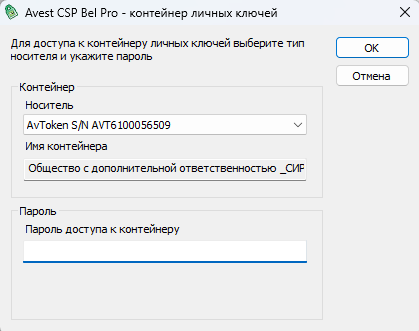 Avest CSP Bel Pro - контейнер личных ключей
Для доступа к контейнеру личных ключей выберите тип
носителя и укажите пароль
OK
Отмена
Контейнер
Носитель
AvToken S/N AVT6100056509
Имя контейнера
Общество с дополнительной ответственностью _СИР
Пароль
Пароль доступа к контейнеру